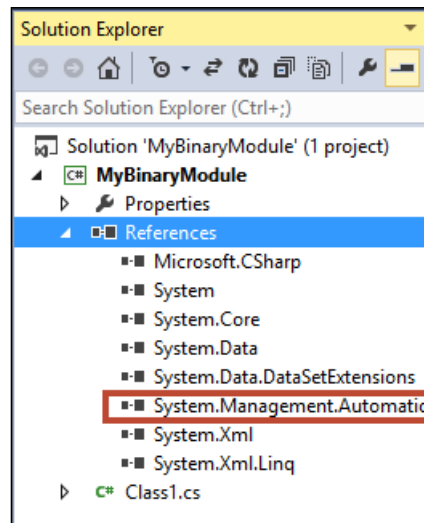 Solution Explorer
Search Solution Explorer (Ctrl+;)
Solution 'MyBinaryModule' (1 project)
C# MyBinaryModule
Properties
References
Microsoft.CSharp
System
System.Core
System.Data
System.Data.DataSetExtensions
System.Management.Automatic
System.Xml
System.Xml.Linq
C# Class1.cs